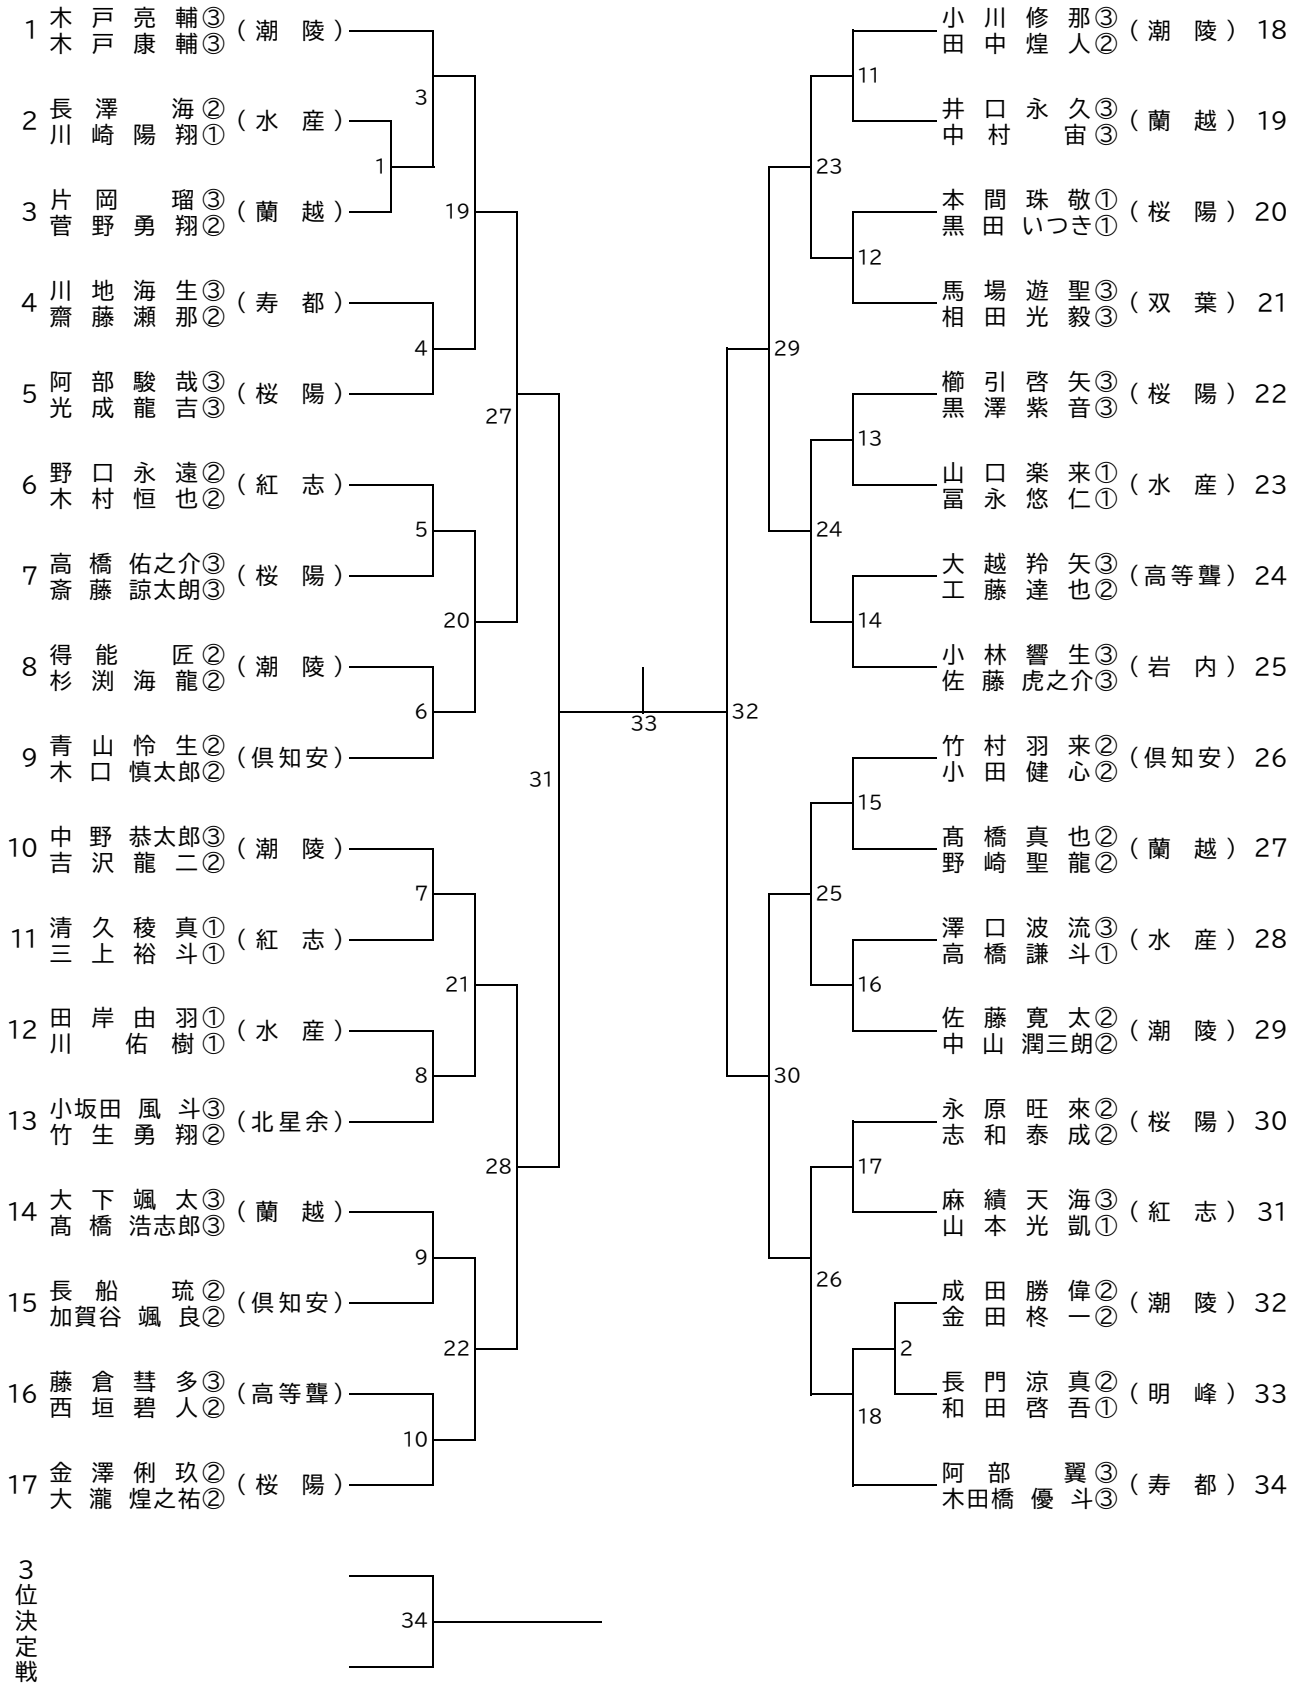 1 木戸亮輔③ 木戸康輔③ (潮陵)
2 長澤海② 川崎陽翔① (水産)
3 片岡瑠③ 菅野勇翔② (蘭越)
4 川地海生③ 齋藤瀬那② (寿都)
5 阿部駿哉③ 光成龍吉③ (桜陽)
6 野口永遠② 木村恒也② (紅志)
7 高橋佑之介③ 斎藤諒太朗③ (桜陽)
8 得能匠② 杉渕海龍② (潮陵)
9 青山怜生② 木口慎太郎② (倶知安)
10 中野恭太郎③ 吉沢龍二② (潮陵)
11 清久稜真① 三上裕斗① (紅志)
12 田岸由羽① 川佑樹① (水産)
13 小坂田風斗③ 竹生勇翔② (北星余)
14 大下颯太③ 髙橋浩志郎③ (蘭越)
15 長船琉② 加賀谷颯良② (倶知安)
16 藤倉彗多③ 西垣碧人② (高等聾)
17 金澤俐玖② 大瀧煌之祐② (桜陽)
1
2
3
4
5
6
7
8
9
10
11
12
13
14
15
16
17
18
19
20
21
22
23
24
25
26
27
28
29
30
31
32
33
小川修那③ 田中煌人② (潮陵) 18
井口永久③ 中村宙③ (蘭越) 19
本間珠敬① 黒田いつき① (桜陽) 20
馬場遊聖③ 相田光毅③ (双葉) 21
櫛引啓矢③ 黒澤紫音③ (桜陽) 22
山口楽来① 冨永悠仁① (水産) 23
大越羚矢③ 工藤達也② (高等聾) 24
小林響生③ 佐藤虎之介③ (岩内) 25
竹村羽来② 小田健心② (倶知安) 26
髙橋真也② 野崎聖龍② (蘭越) 27
澤口波流③ 高橋謙斗① (水産) 28
佐藤寛太② 中山潤三朗② (潮陵) 29
永原旺來② 志和泰成② (桜陽) 30
麻績天海③ 山本光凱① (紅志) 31
成田勝偉② 金田柊一② (潮陵) 32
長門涼真② 和田啓吾① (明峰) 33
阿部翼③ 木田橋優斗③ (寿都) 34
3位決定戦
34